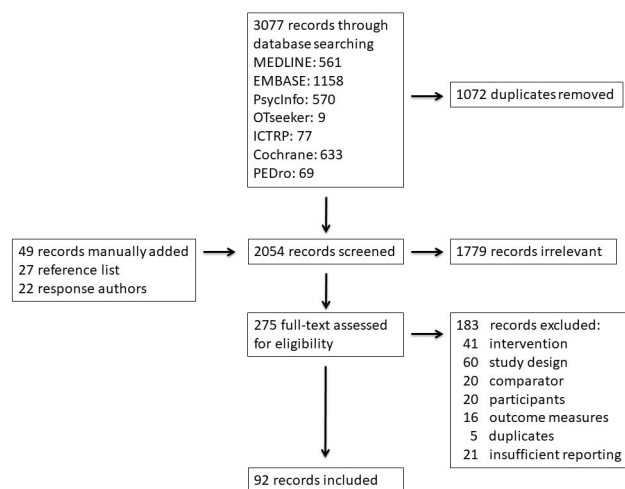 3077 records through
database searching
MEDLINE: 561
EMBASE: 1158
PsycInfo: 570
OTseeker: 9
ICTRP: 77
Cochrane: 633
PEDro: 69
1072 duplicates removed
49 records manually added
27 reference list
22 response authors
2054 records screened
1779 records irrelevant
275 full-text assessed
for eligibility
183 records excluded:
41 intervention
60 study design
20 comparator
20 participants
16 outcome measures
5 duplicates
21 insufficient reporting
92 records included